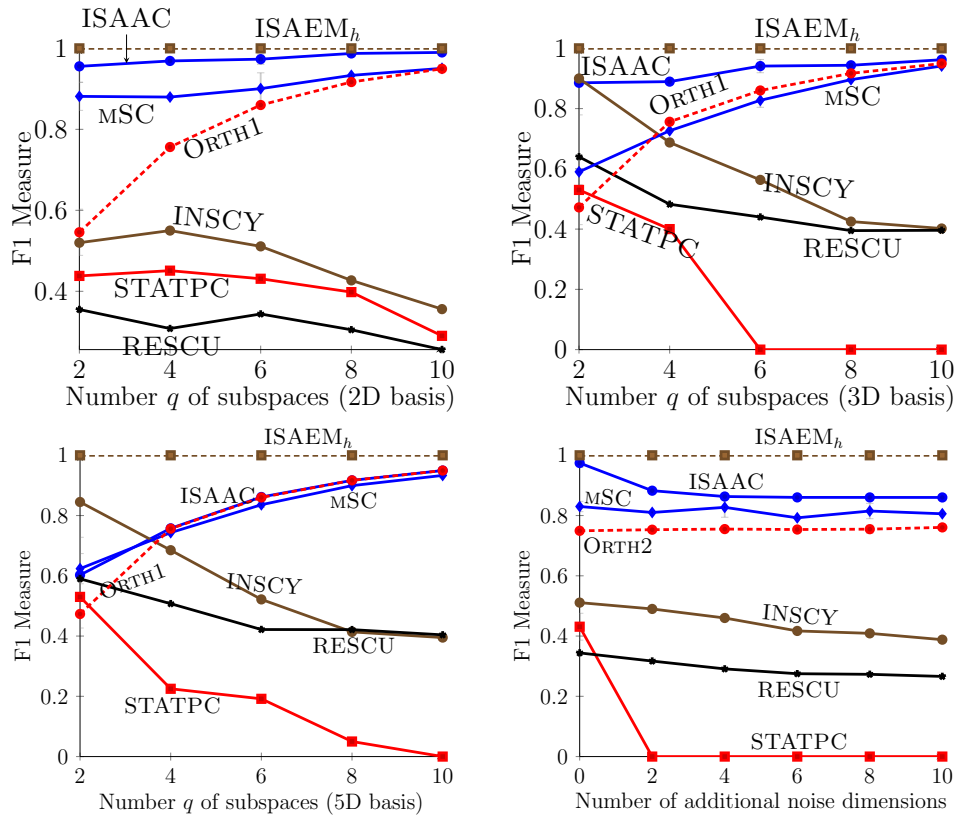 ISAAC
ISAEMh
1
0.8
0.6
0.4
F1 Measure
MSC
ORTH1
INSCY
STATPC
RESCU
2 4 6 8 10
Number q of subspaces (2D basis)
ISAEMh
1
0.8
0.6
0.4
0.2
0
F1 Measure
ISAAC
ORTH1
MSC
INSCY
STATPC
RESCU
2 4 6 8 10
Number q of subspaces (3D basis)
ISAEMh
1
0.8
0.6
0.4
0.2
0
F1 Measure
ISAAC
MSC
ORTH1
INSCY
RESCU
STATPC
2 4 6 8 10
Number q of subspaces (5D basis)
ISAEMh
1
0.8
0.6
0.4
0.2
0
F1 Measure
ISAAC
MSC
ORTH2
INSCY
RESCU
STATPC
0 2 4 6 8 10
Number of additional noise dimensions